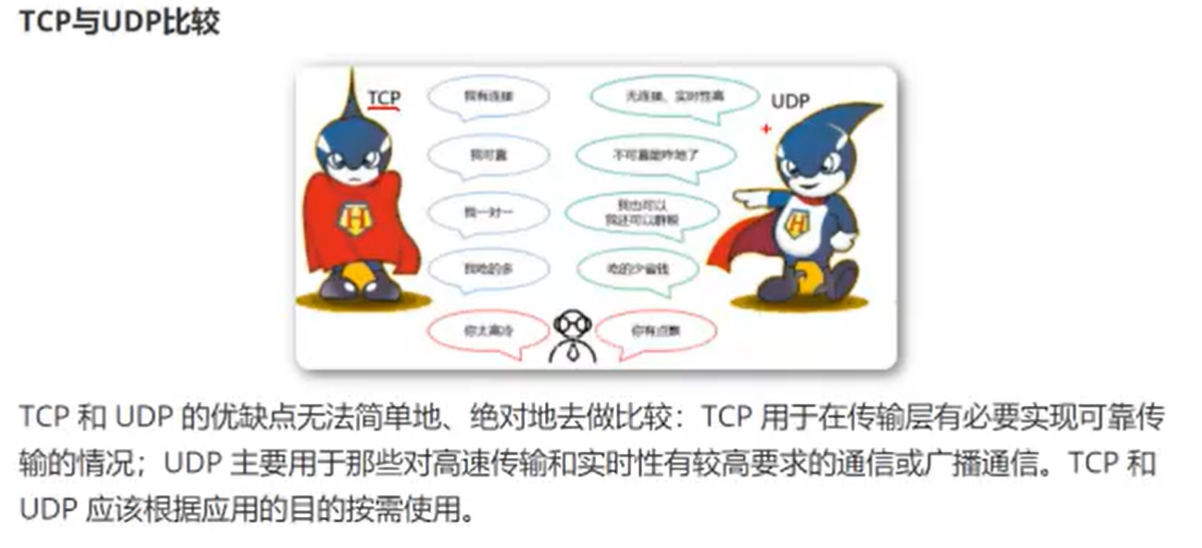 TCP与UDP比较
TCP
我有连接
无连接、实时性高
UDP
我可靠
不可靠能咋地了
我一对一
我也可以
我还可以群殴
我吃的多
吃的少省钱
你太高冷
你有点飘
H
H
TCP 和 UDP 的优缺点无法简单地、绝对地去做比较：TCP 用于在传输层有必要实现可靠传
输的情况；UDP 主要用于那些对高速传输和实时性有较高要求的通信或广播通信。TCP 和
UDP 应该根据应用的目的按需使用。